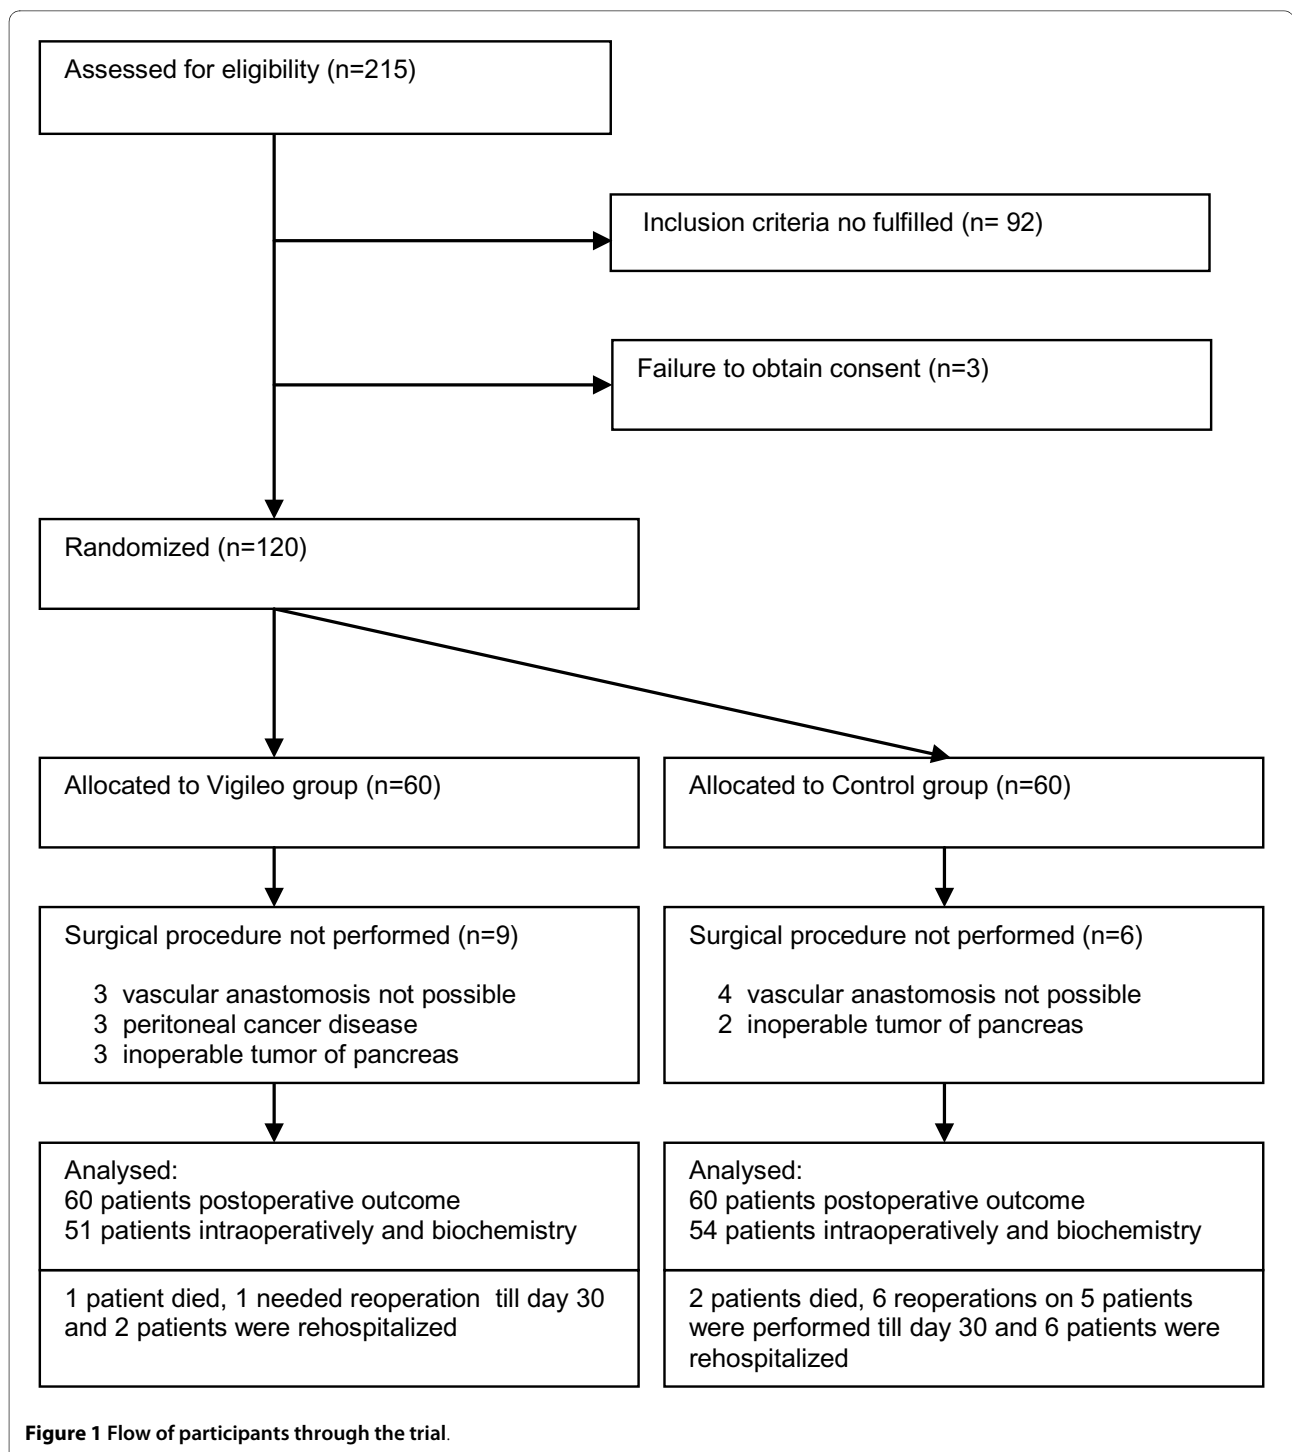 Assessed for eligibility (n=215)
Inclusion criteria no fulfilled (n= 92)
Failure to obtain consent (n=3)
Randomized (n=120)
Allocated to Vigileo group (n=60)
Allocated to Control group (n=60)
Surgical procedure not performed (n=9)
3 vascular anastomosis not possible
3 peritoneal cancer disease
3 inoperable tumor of pancreas
Surgical procedure not performed (n=6)
4 vascular anastomosis not possible
2 inoperable tumor of pancreas
Analysed:
60 patients postoperative outcome
51 patients intraoperatively and biochemistry
Analysed:
60 patients postoperative outcome
54 patients intraoperatively and biochemistry
1 patient died, 1 needed reoperation till day 30
and 2 patients were rehospitalized
2 patients died, 6 reoperations on 5 patients
were performed till day 30 and 6 patients were
rehospitalized
Figure 1 Flow of participants through the trial.